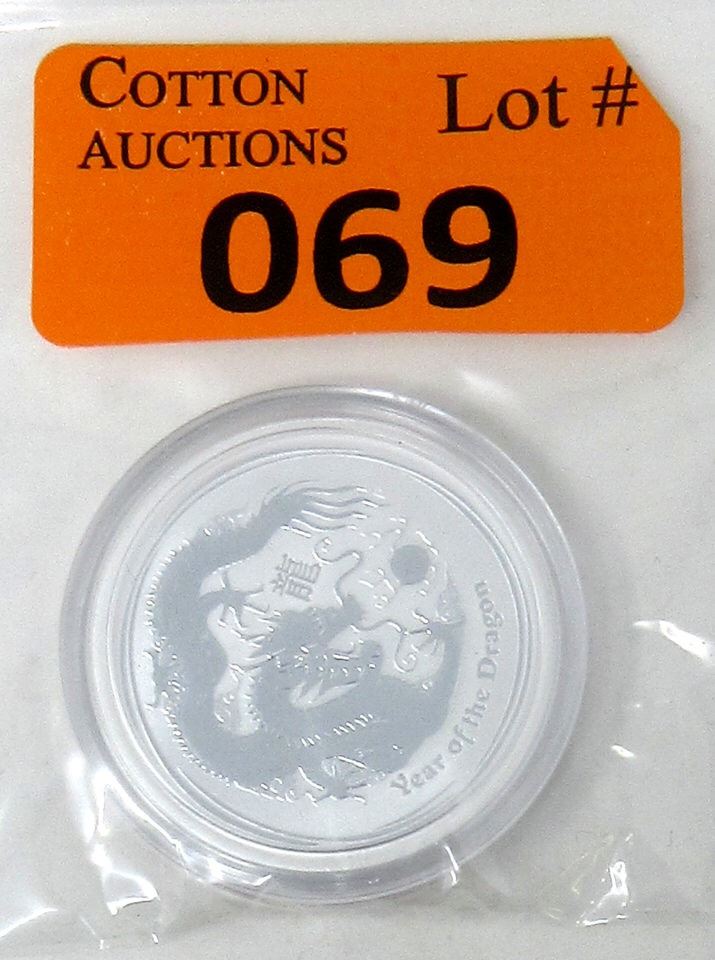 COTTON
AUCTIONS
Lot #
069
龍
Year of the Dragon